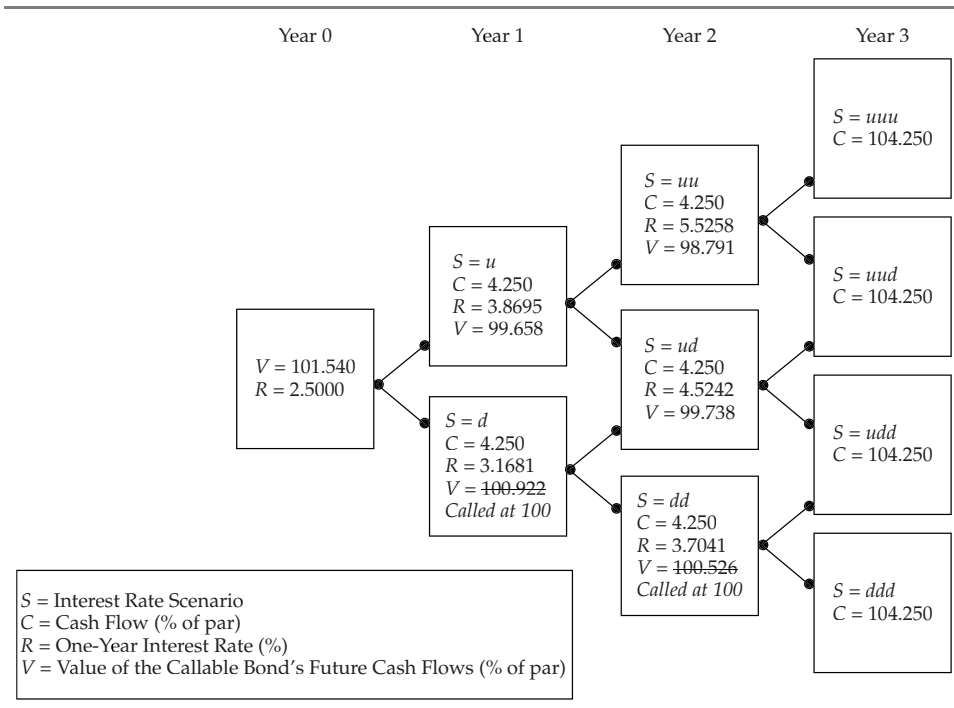 Year 0 Year 1 Year 2 Year 3
V = 101.540
R = 2.5000
S = u
C = 4.250
R = 3.8695
V = 99.658
S = d
C = 4.250
R = 3.1681
V = 100.922
Called at 100
S = uu
C = 4.250
R = 5.5258
V = 98.791
S = ud
C = 4.250
R = 4.5242
V = 99.738
S = dd
C = 4.250
R = 3.7041
V = 100.526
Called at 100
S = uuu
C = 104.250
S = uud
C = 104.250
S = udd
C = 104.250
S = ddd
C = 104.250
S = Interest Rate Scenario
C = Cash Flow (% of par)
R = One-Year Interest Rate (%)
V = Value of the Callable Bond's Future Cash Flows (% of par)